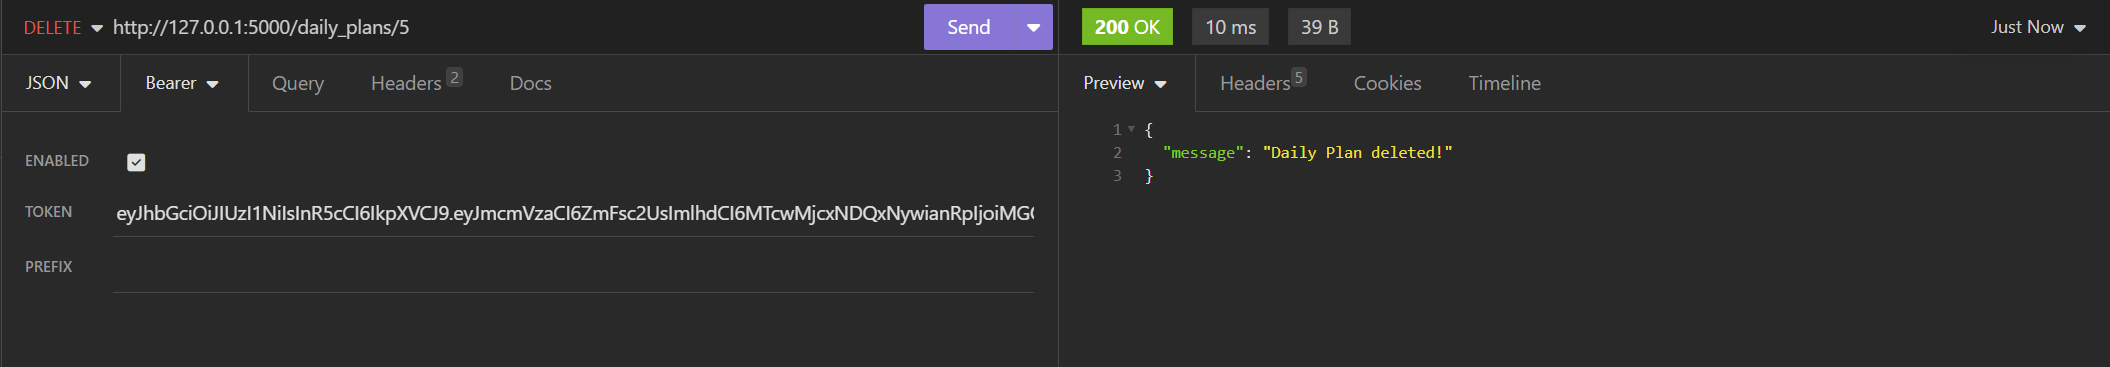 DELETE http://127.0.0.1:5000/daily_plans/5 Send
200 OK 10 ms 39 B Just Now
JSON Bearer Query Headers 2 Docs
Preview Headers 5 Cookies Timeline
ENABLED
TOKEN eyJhbGciOiJIUzI1NiIsInR5cCI6IkpXVCJ9.eyJmcmVzaCI6ZmFsc2UsImlhdCI6MTcwMjcxNDQxNywianRpIjoiMG
PREFIX
1 {
2 "message": "Daily Plan deleted!"
3 }